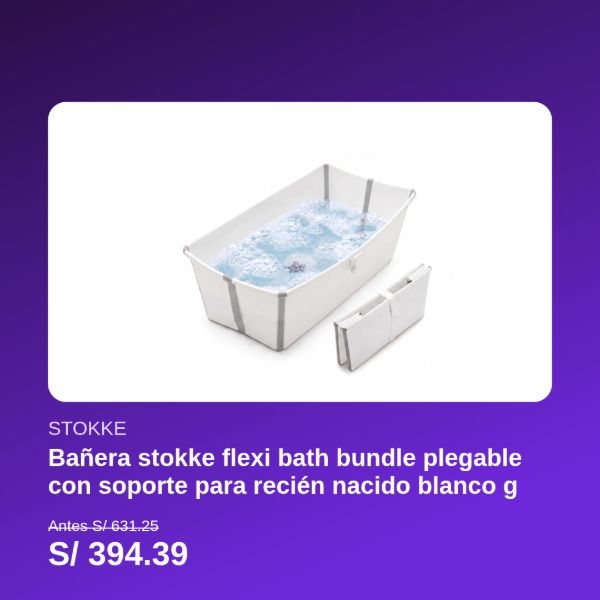 STOKKE
Bañera stokke flexi bath bundle plegable
con soporte para recién nacido blanco g
Antes S/ 631.25
S/ 394.39